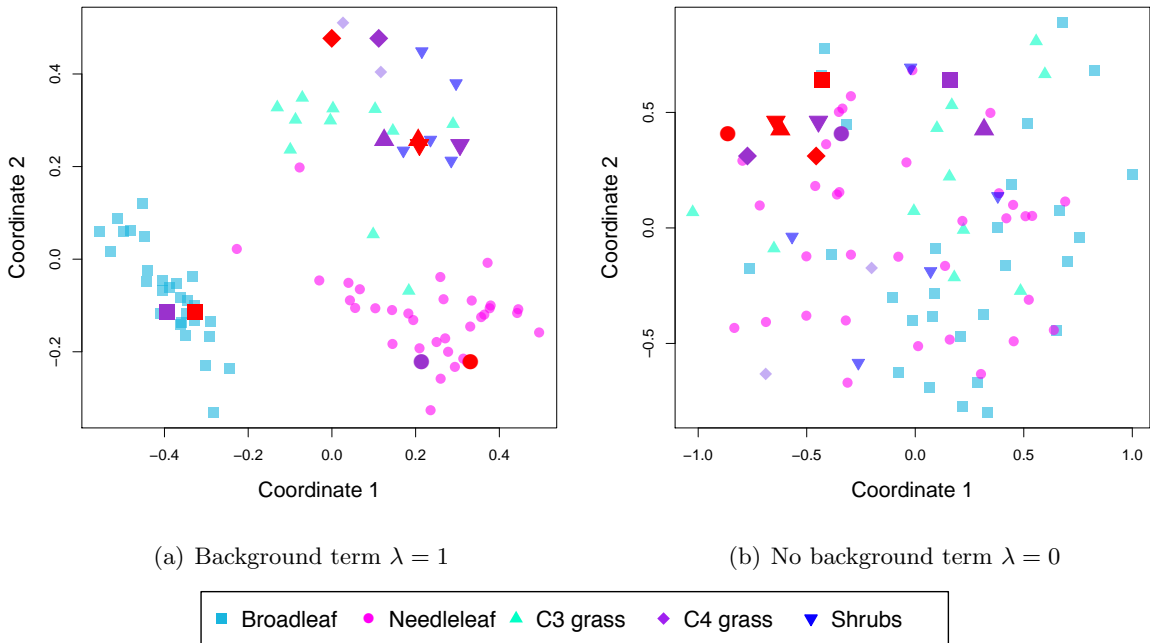 Coordinate 2
0.4
0.2
0.0
−0.2
−0.4
−0.2
0.0
0.2
0.4
Coordinate 1
(a) Background term λ = 1
Coordinate 2
0.5
0.0
−0.5
−1.0
−0.5
0.0
0.5
1.0
Coordinate 1
(b) No background term λ = 0
Broadleaf Needleleaf C3 grass C4 grass Shrubs